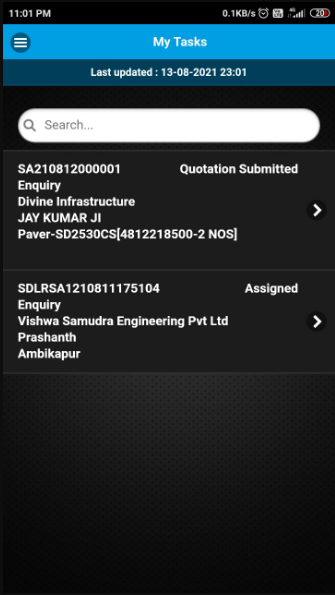 11:01 PM 0.1KB/s 4G 20
My Tasks
Last updated : 13-08-2021 23:01
Search...
SA210812000001 Quotation Submitted
Enquiry
Divine Infrastructure
JAY KUMAR JI
Paver-SD2530CS[4812218500-2 NOS]
SDLRSA1210811175104 Assigned
Enquiry
Vishwa Samudra Engineering Pvt Ltd
Prashanth
Ambikapur